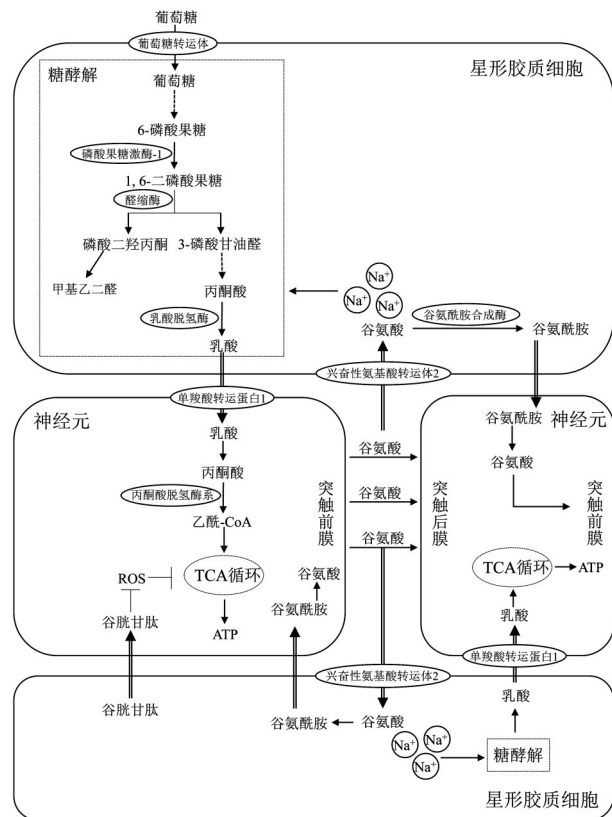 葡萄糖
葡萄糖转运体
星形胶质细胞
糖酵解
葡萄糖
6-磷酸果糖
磷酸果糖激酶-1
1, 6-二磷酸果糖
醛缩酶
磷酸二羟丙酮 3-磷酸甘油醛
甲基乙二醛
丙酮酸
乳酸脱氢酶
乳酸
Na⁺
Na⁺
Na⁺
谷氨酸
谷氨酰胺合成酶
谷氨酰胺
兴奋性氨基酸转运体2
单羧酸转运蛋白1
神经元
乳酸
丙酮酸
丙酮酸脱氢酶系
乙酰-CoA
TCA循环
ATP
ROS
谷胱甘肽
谷氨酸
谷氨酰胺
突触前膜
谷氨酸
谷氨酸
谷氨酸
突触后膜
神经元
谷氨酰胺
谷氨酸
突触前膜
TCA循环
ATP
乳酸
单羧酸转运蛋白1
兴奋性氨基酸转运体2
谷胱甘肽
谷氨酰胺
谷氨酸
Na⁺
Na⁺
Na⁺
乳酸
糖酵解
星形胶质细胞